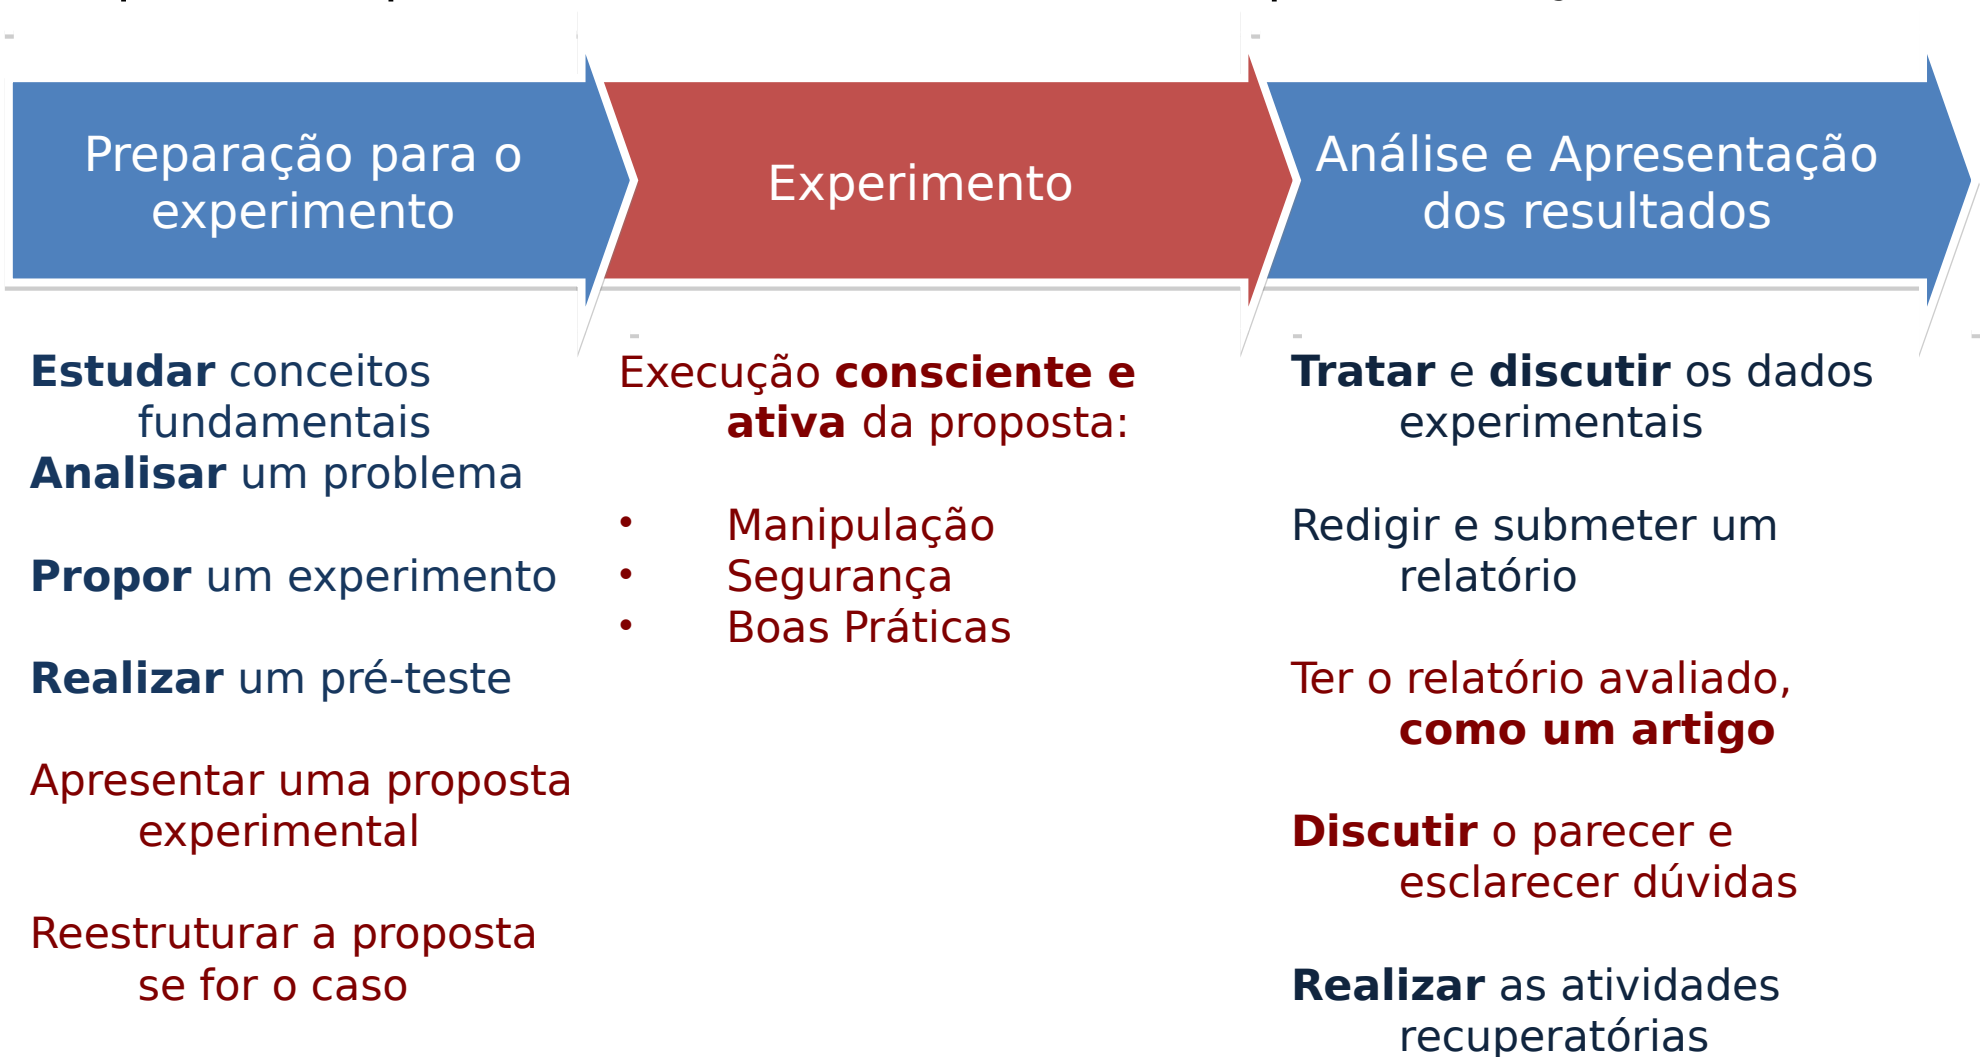 Preparação para o
experimento
Experimento
Análise e Apresentação
dos resultados
Estudar conceitos
fundamentais
Analisar um problema
Propor um experimento
Realizar um pré-teste
Apresentar uma proposta
experimental
Reestruturar a proposta
se for o caso
Execução consciente e
ativa da proposta:
• Manipulação
• Segurança
• Boas Práticas
Tratar e discutir os dados
experimentais
Redigir e submeter um
relatório
Ter o relatório avaliado,
como um artigo
Discutir o parecer e
esclarecer dúvidas
Realizar as atividades
recuperatórias